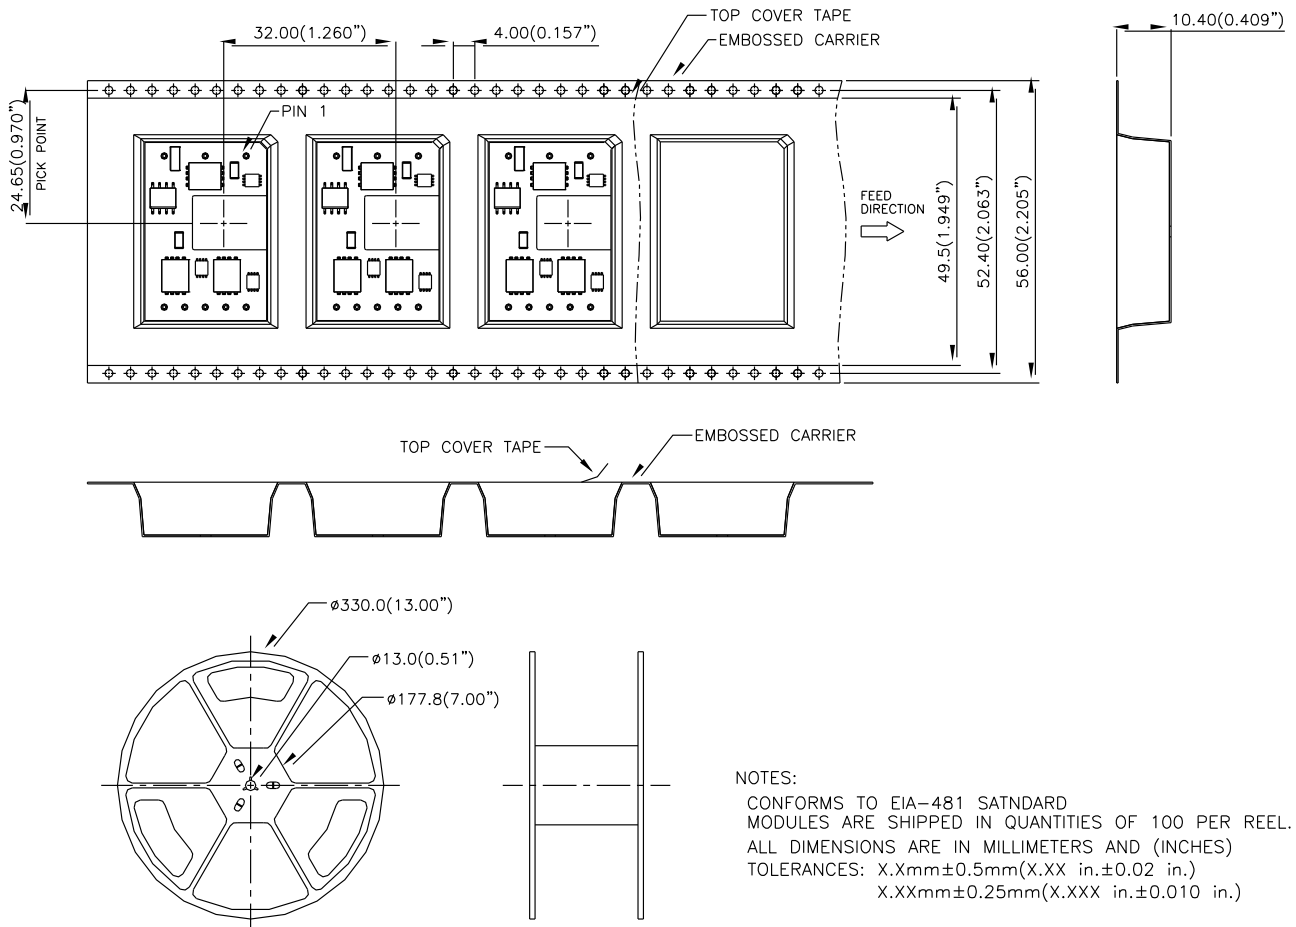 TOP COVER TAPE
10.40(0.409”)
32.00(1.260”)
4.00(0.157”)
EMBOSSED CARRIER
PIN 1
24.65(0.970”)
PICK POINT
FEED
DIRECTION
49.5(1.949”)
52.40(2.063”)
56.00(2.205”)
TOP COVER TAPE
EMBOSSED CARRIER
ø330.0(13.00”)
ø13.0(0.51”)
ø177.8(7.00”)
NOTES:
CONFORMS TO EIA-481 SATNDARD
MODULES ARE SHIPPED IN QUANTITIES OF 100 PER REEL.
ALL DIMENSIONS ARE IN MILLIMETERS AND (INCHES)
TOLERANCES: X.Xmm±0.5mm(X.XX in.±0.02 in.)
X.XXmm±0.25mm(X.XXX in.±0.010 in.)